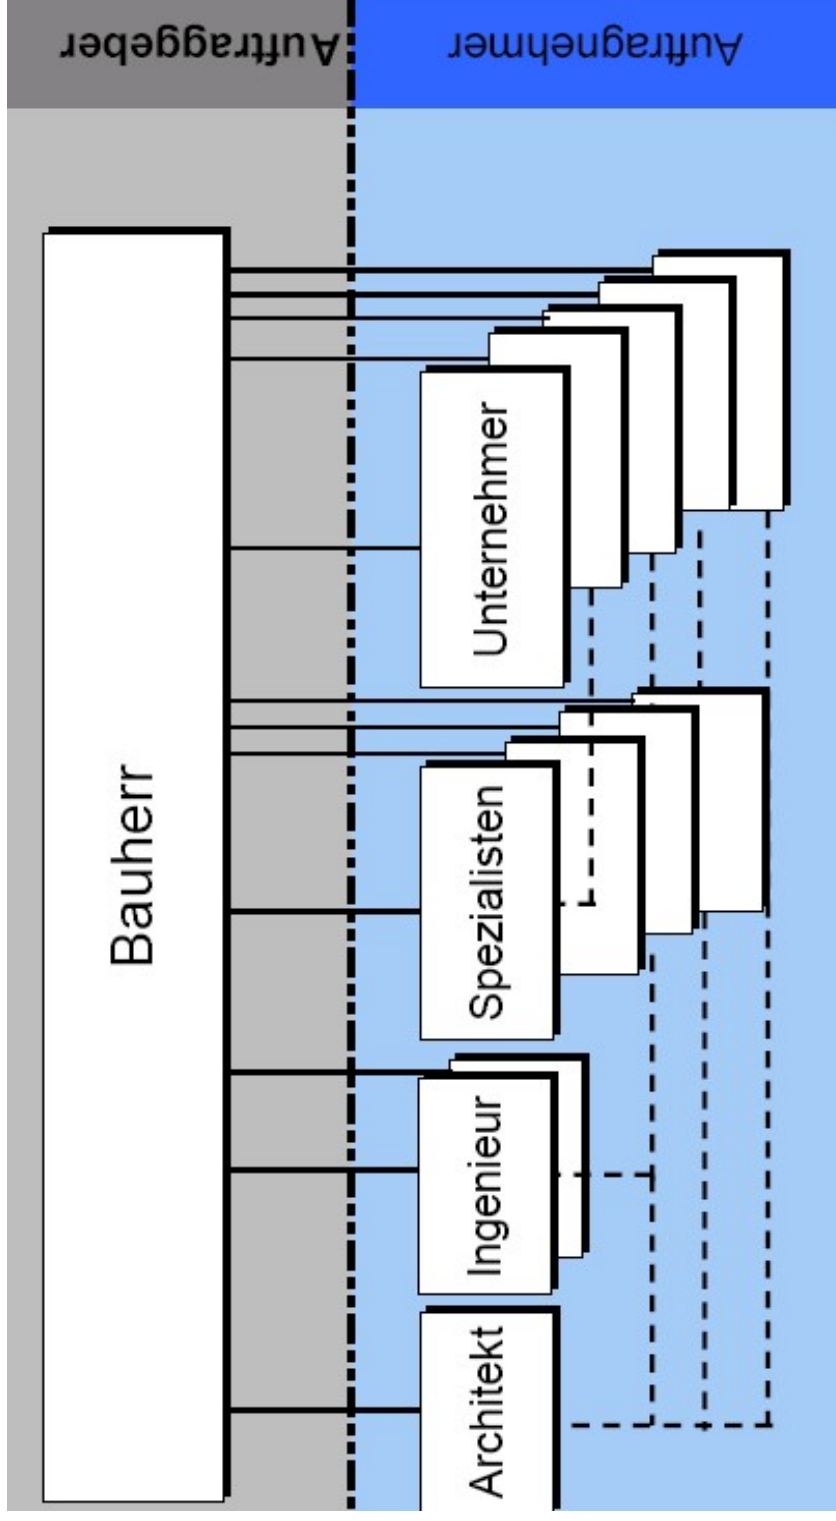 Auftraggeber
Auftragnehmer
Bauherr
Unternehmer
Spezialisten
Ingenieur
Architekt